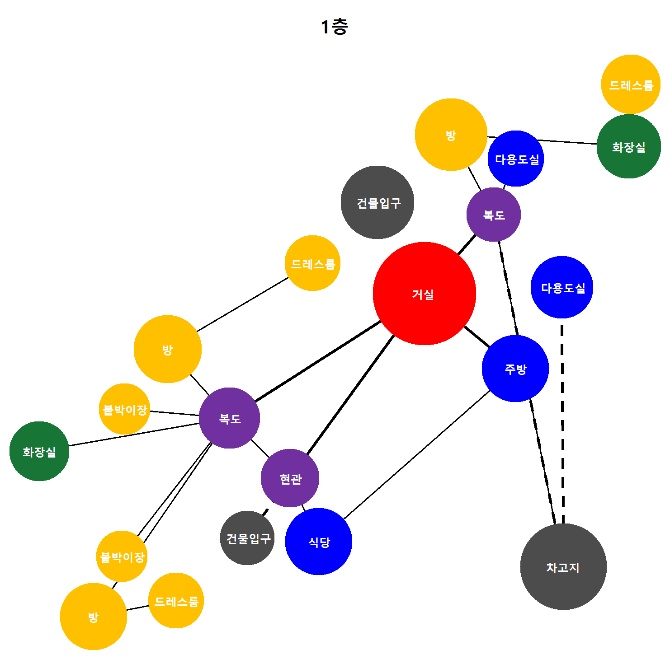 1층
드레스룸
방
화장실
다용도실
건물입구
복도
드레스룸
거실
다용도실
방
주방
붙박이장
복도
화장실
현관
건물입구
식당
붙박이장
차고지
드레스룸
방